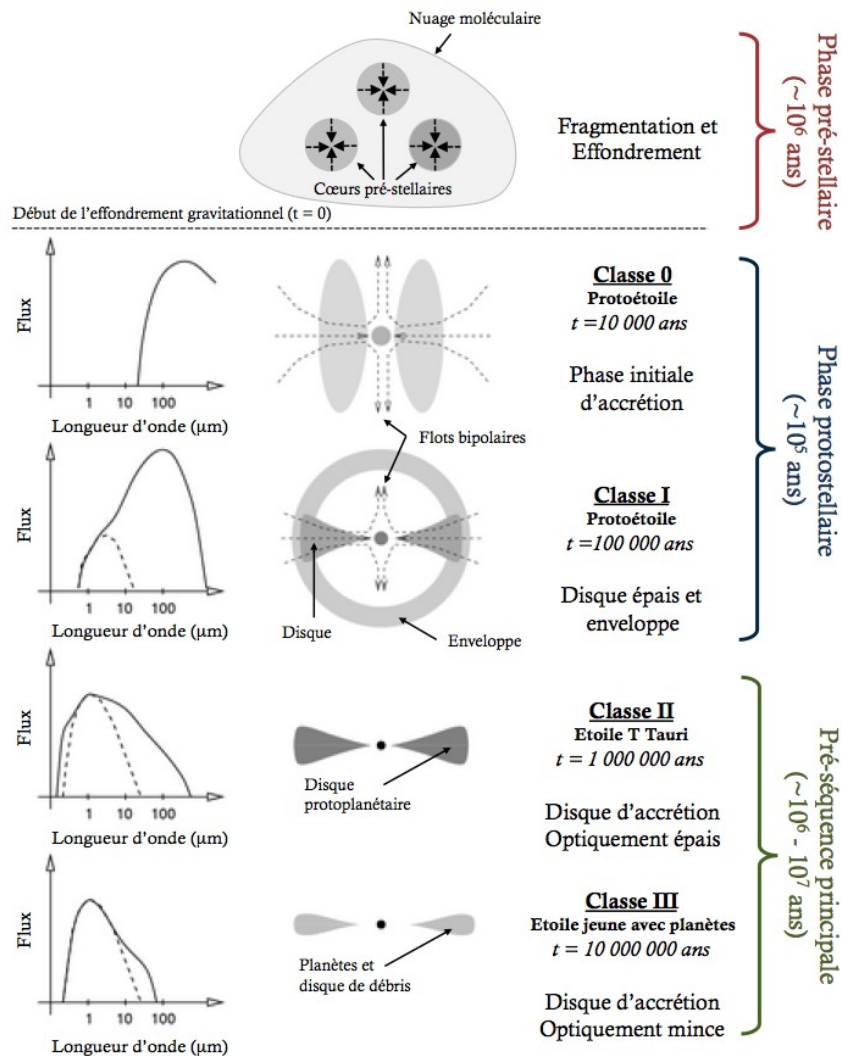 Nuage moléculaire
Cœurs pré-stellaires
Fragmentation et
Effondrement
Phase pré-stellaire
(~10⁶ ans)
Début de l'effondrement gravitationnel (t = 0)
Flux
1 10 100
Longueur d'onde (µm)
Flots bipolaires
Classe 0
Protoétoile
t =10 000 ans
Phase initiale
d'accrétion
Phase protostellaire
(~10⁵ ans)
Flux
1 10 100
Longueur d'onde (µm)
Disque
Enveloppe
Classe I
Protoétoile
t =100 000 ans
Disque épais et
enveloppe
Flux
1 10 100
Longueur d'onde (µm)
Disque
protoplanétaire
Classe II
Etoile T Tauri
t = 1 000 000 ans
Disque d'accrétion
Optiquement épais
Pré-séquence principale
(~10⁶ - 10⁷ ans)
Flux
1 10 100
Longueur d'onde (µm)
Planètes et
disque de débris
Classe III
Etoile jeune avec planètes
t = 10 000 000 ans
Disque d'accrétion
Optiquement mince